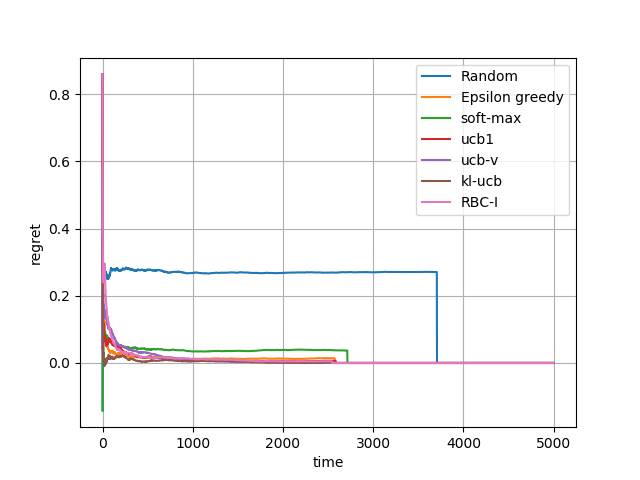 0.8
0.6
0.4
0.2
0.0
regret
0
1000
2000
3000
4000
5000
time
Random
Epsilon greedy
soft-max
ucb1
ucb-v
kl-ucb
RBC-I